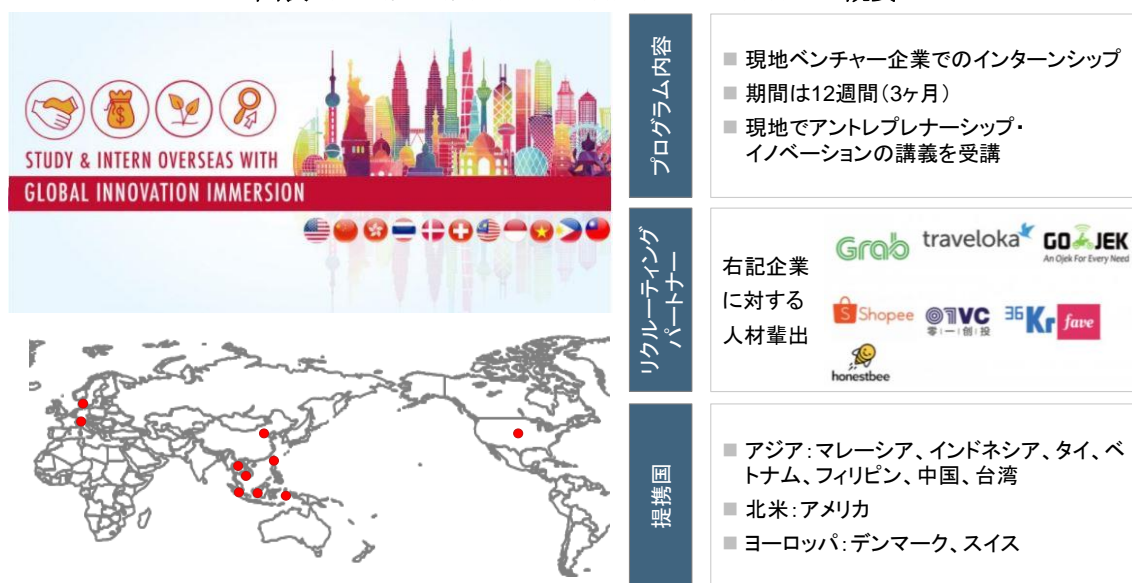 STUDY & INTERN OVERSEAS WITH
GLOBAL INNOVATION IMMERSION
プログラム内容
■ 現地ベンチャー企業でのインターンシップ
■ 期間は12週間(3ヶ月)
■ 現地でアントレプレナーシップ・
イノベーションの講義を受講
リクルーティング
パートナー
右記企業
に対する
人材輩出
Grab
traveloka
GO JEK
An Ojek For Every Need
S Shopee
01VC
零一创投
36Kr
fave
honestbee
提携国
■ アジア:マレーシア、インドネシア、タイ、ベ
トナム、フィリピン、中国、台湾
■ 北米:アメリカ
■ ヨーロッパ:デンマーク、スイス